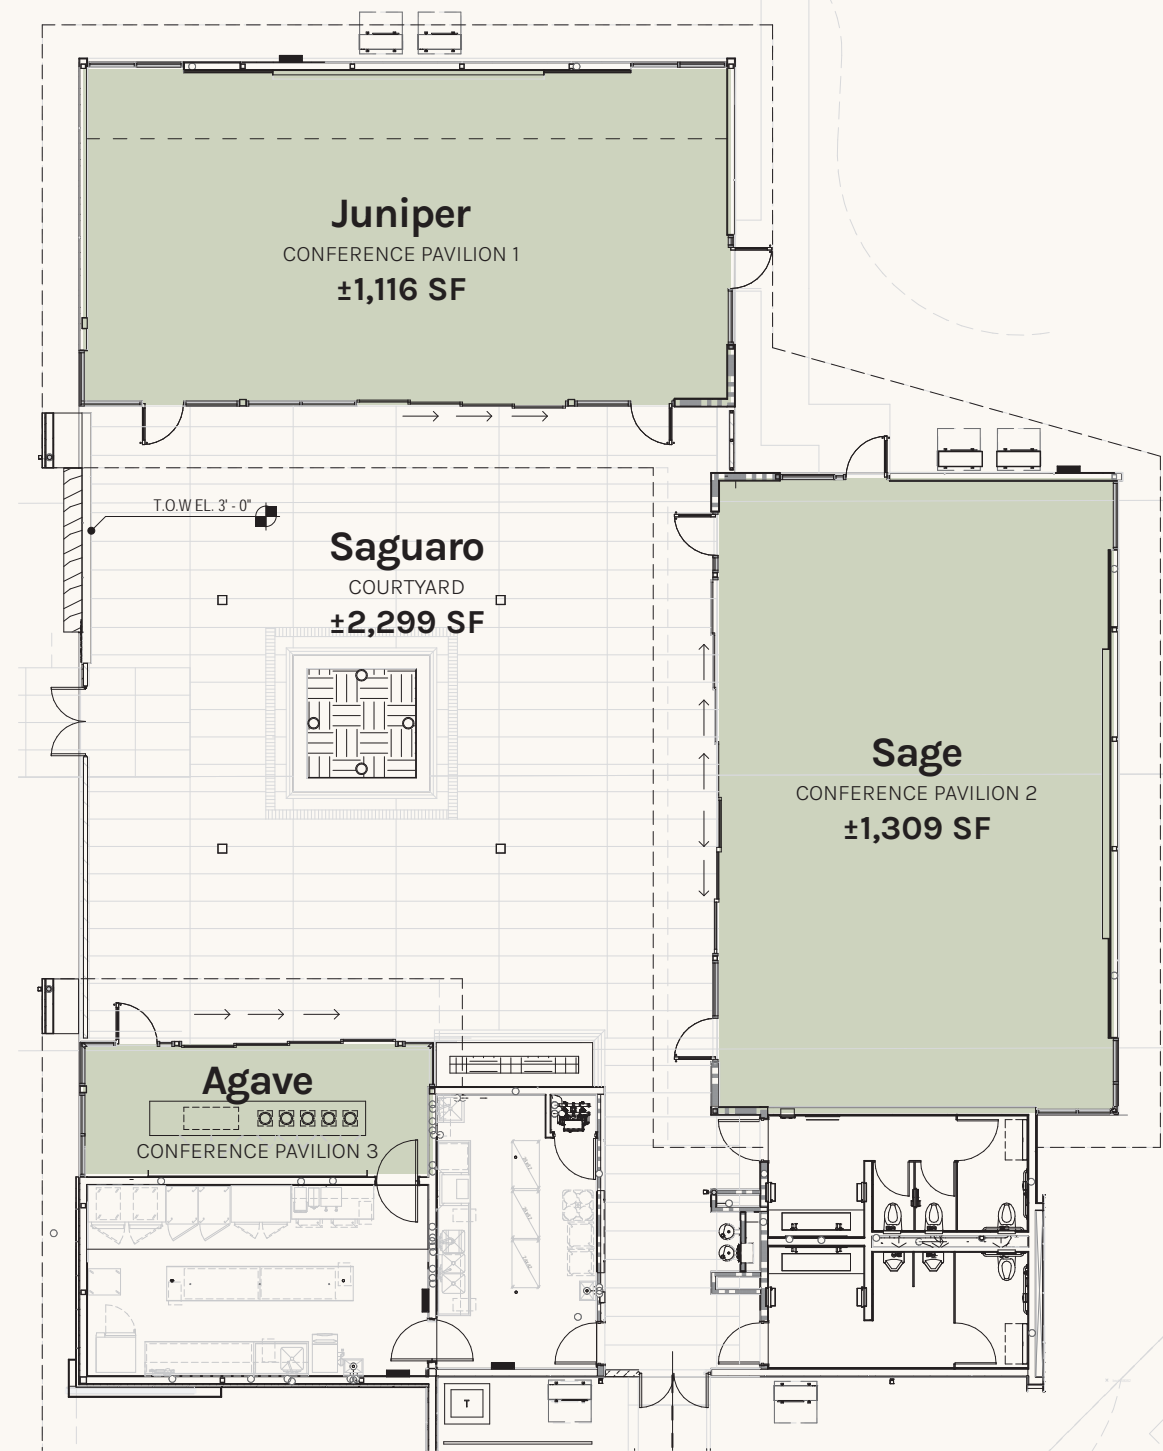 Juniper
CONFERENCE PAVILION 1
±1,116 SF
T.O.W EL. 3' - 0"
Saguaro
COURTYARD
±2,299 SF
Sage
CONFERENCE PAVILION 2
±1,309 SF
Agave
CONFERENCE PAVILION 3
T